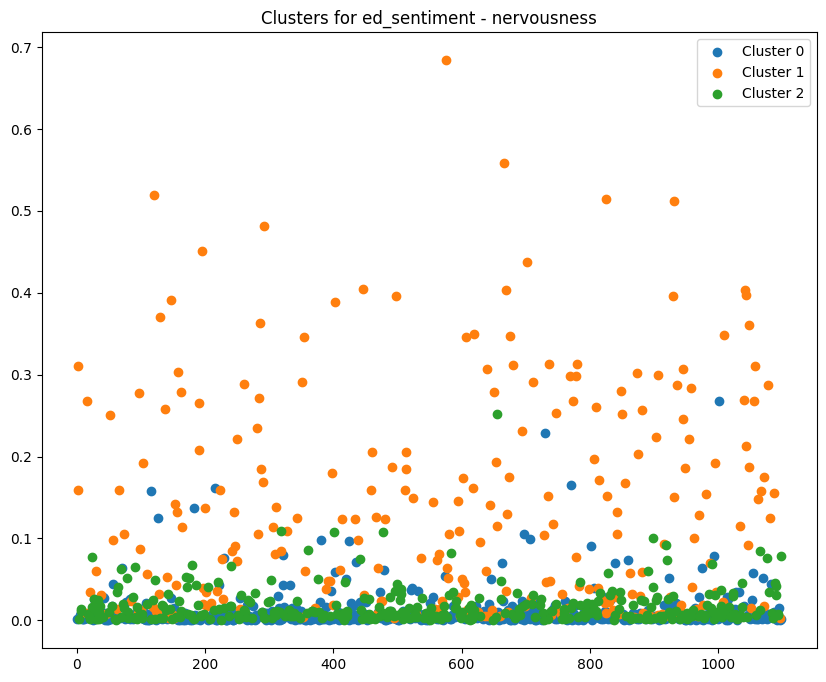 Clusters for ed_sentiment - nervousness
Cluster 0
Cluster 1
Cluster 2
0.7
0.6
0.5
0.4
0.3
0.2
0.1
0.0
0 200 400 600 800 1000